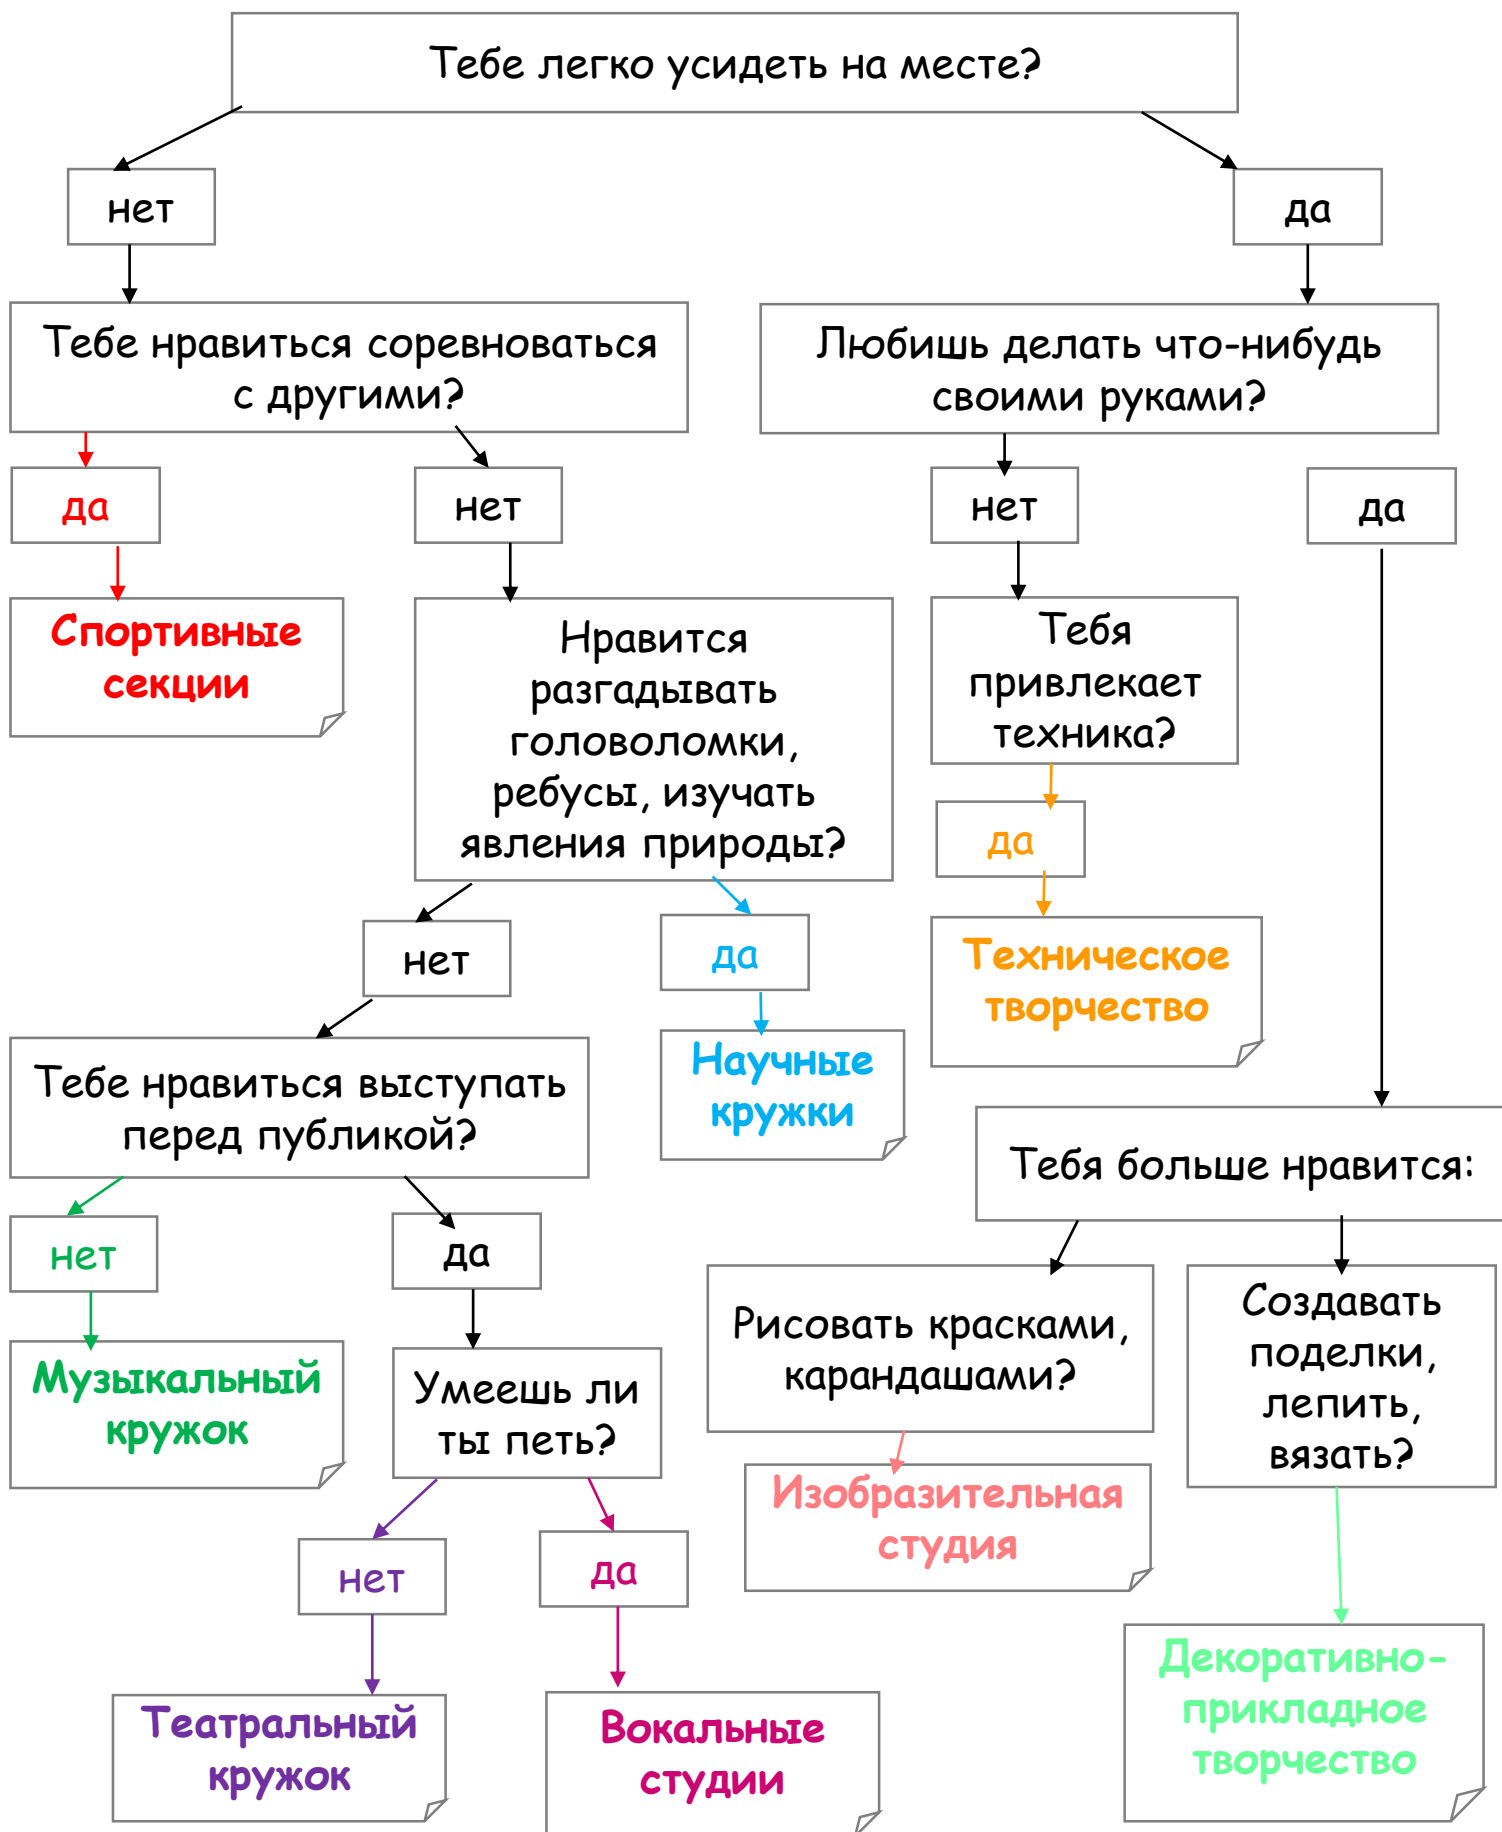 Тебе легко усидеть на месте?
нет
да
Тебе нравиться соревноваться
с другими?
Любишь делать что-нибудь
своими руками?
да
нет
нет
да
Спортивные
секции
Нравится
разгадывать
головоломки,
ребусы, изучать
явления природы?
Тебя
привлекает
техника?
да
нет
да
Техническое
творчество
Научные
кружки
Тебе нравиться выступать
перед публикой?
Тебя больше нравится:
нет
да
Рисовать красками,
карандашами?
Создавать
поделки,
лепить,
вязать?
Музыкальный
кружок
Умеешь ли
ты петь?
Изобразительная
студия
нет
да
Декоративно-
прикладное
творчество
Театральный
кружок
Вокальные
студии